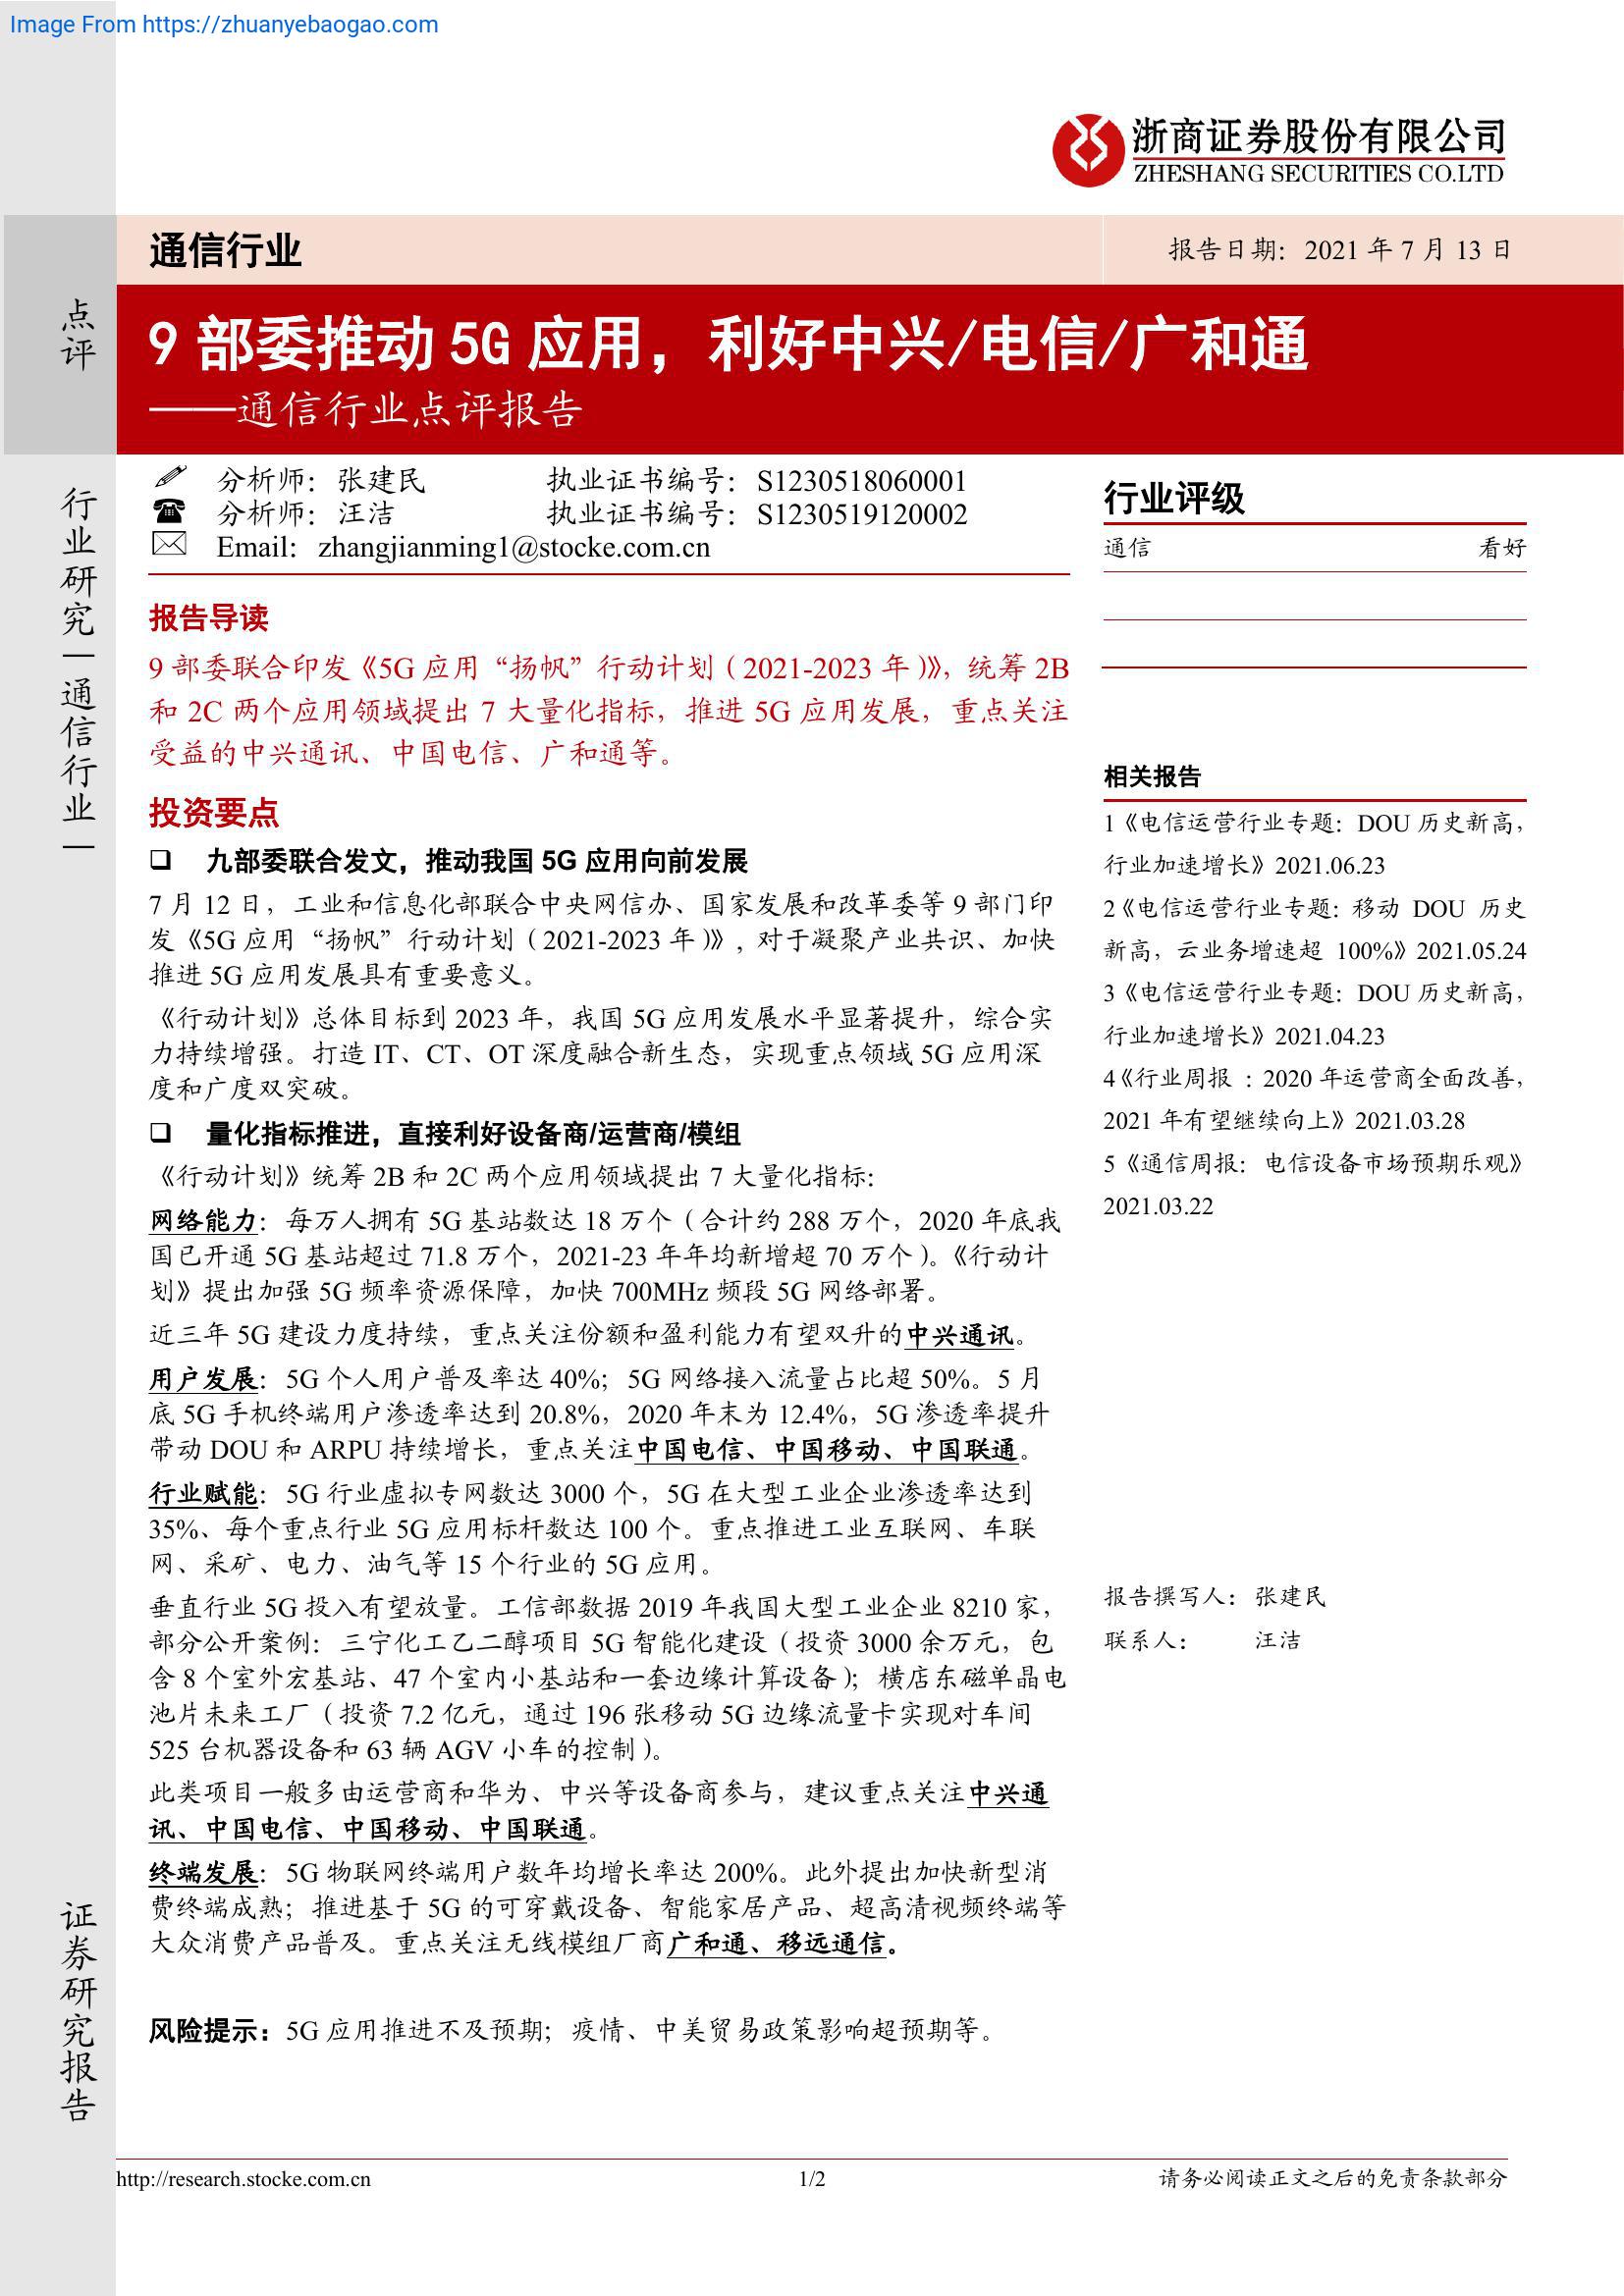 Image From https://zhuanyebaogao.com
浙商证券股份有限公司
ZHESHANG SECURITIES CO.LTD
通信行业
报告日期：2021 年 7 月 13 日
点评
9 部委推动 5G 应用，利好中兴/电信/广和通
——通信行业点评报告
行业研究｜通信行业｜
分析师：张建民 执业证书编号：S1230518060001
分析师：汪洁 执业证书编号：S1230519120002
Email：zhangjianming1@stocke.com.cn
报告导读
9 部委联合印发《5G 应用“扬帆”行动计划（2021-2023 年）》，统筹 2B
和 2C 两个应用领域提出 7 大量化指标，推进 5G 应用发展，重点关注
受益的中兴通讯、中国电信、广和通等。
投资要点
❑ 九部委联合发文，推动我国 5G 应用向前发展
7 月 12 日，工业和信息化部联合中央网信办、国家发展和改革委等 9 部门印
发《5G 应用“扬帆”行动计划（2021-2023 年）》，对于凝聚产业共识、加快
推进 5G 应用发展具有重要意义。
《行动计划》总体目标到 2023 年，我国 5G 应用发展水平显著提升，综合实
力持续增强。打造 IT、CT、OT 深度融合新生态，实现重点领域 5G 应用深
度和广度双突破。
❑ 量化指标推进，直接利好设备商/运营商/模组
《行动计划》统筹 2B 和 2C 两个应用领域提出 7 大量化指标：
网络能力：每万人拥有 5G 基站数达 18 万个（合计约 288 万个，2020 年底我
国已开通 5G 基站超过 71.8 万个，2021-23 年年均新增超 70 万个）。《行动计
划》提出加强 5G 频率资源保障，加快 700MHz 频段 5G 网络部署。
近三年 5G 建设力度持续，重点关注份额和盈利能力有望双升的中兴通讯。
用户发展：5G 个人用户普及率达 40%；5G 网络接入流量占比超 50%。5 月
底 5G 手机终端用户渗透率达到 20.8%，2020 年末为 12.4%，5G 渗透率提升
带动 DOU 和 ARPU 持续增长，重点关注中国电信、中国移动、中国联通。
行业赋能：5G 行业虚拟专网数达 3000 个，5G 在大型工业企业渗透率达到
35%、每个重点行业 5G 应用标杆数达 100 个。重点推进工业互联网、车联
网、采矿、电力、油气等 15 个行业的 5G 应用。
垂直行业 5G 投入有望放量。工信部数据 2019 年我国大型工业企业 8210 家，
部分公开案例：三宁化工乙二醇项目 5G 智能化建设（投资 3000 余万元，包
含 8 个室外宏基站、47 个室内小基站和一套边缘计算设备）；横店东磁单晶电
池片未来工厂（投资 7.2 亿元，通过 196 张移动 5G 边缘流量卡实现对车间
525 台机器设备和 63 辆 AGV 小车的控制）。
此类项目一般多由运营商和华为、中兴等设备商参与，建议重点关注中兴通
讯、中国电信、中国移动、中国联通。
终端发展：5G 物联网终端用户数年均增长率达 200%。此外提出加快新型消
费终端成熟；推进基于 5G 的可穿戴设备、智能家居产品、超高清视频终端等
大众消费产品普及。重点关注无线模组厂商广和通、移远通信。
风险提示：5G 应用推进不及预期；疫情、中美贸易政策影响超预期等。
行业评级
通信 看好
相关报告
1《电信运营行业专题：DOU 历史新高，
行业加速增长》2021.06.23
2《电信运营行业专题：移动 DOU 历史
新高，云业务增速超 100%》2021.05.24
3《电信运营行业专题：DOU 历史新高，
行业加速增长》2021.04.23
4《行业周报 ：2020 年运营商全面改善，
2021 年有望继续向上》2021.03.28
5《通信周报：电信设备市场预期乐观》
2021.03.22
报告撰写人：张建民
联系人： 汪洁
证券研究报告
http://research.stocke.com.cn
1/2
请务必阅读正文之后的免责条款部分